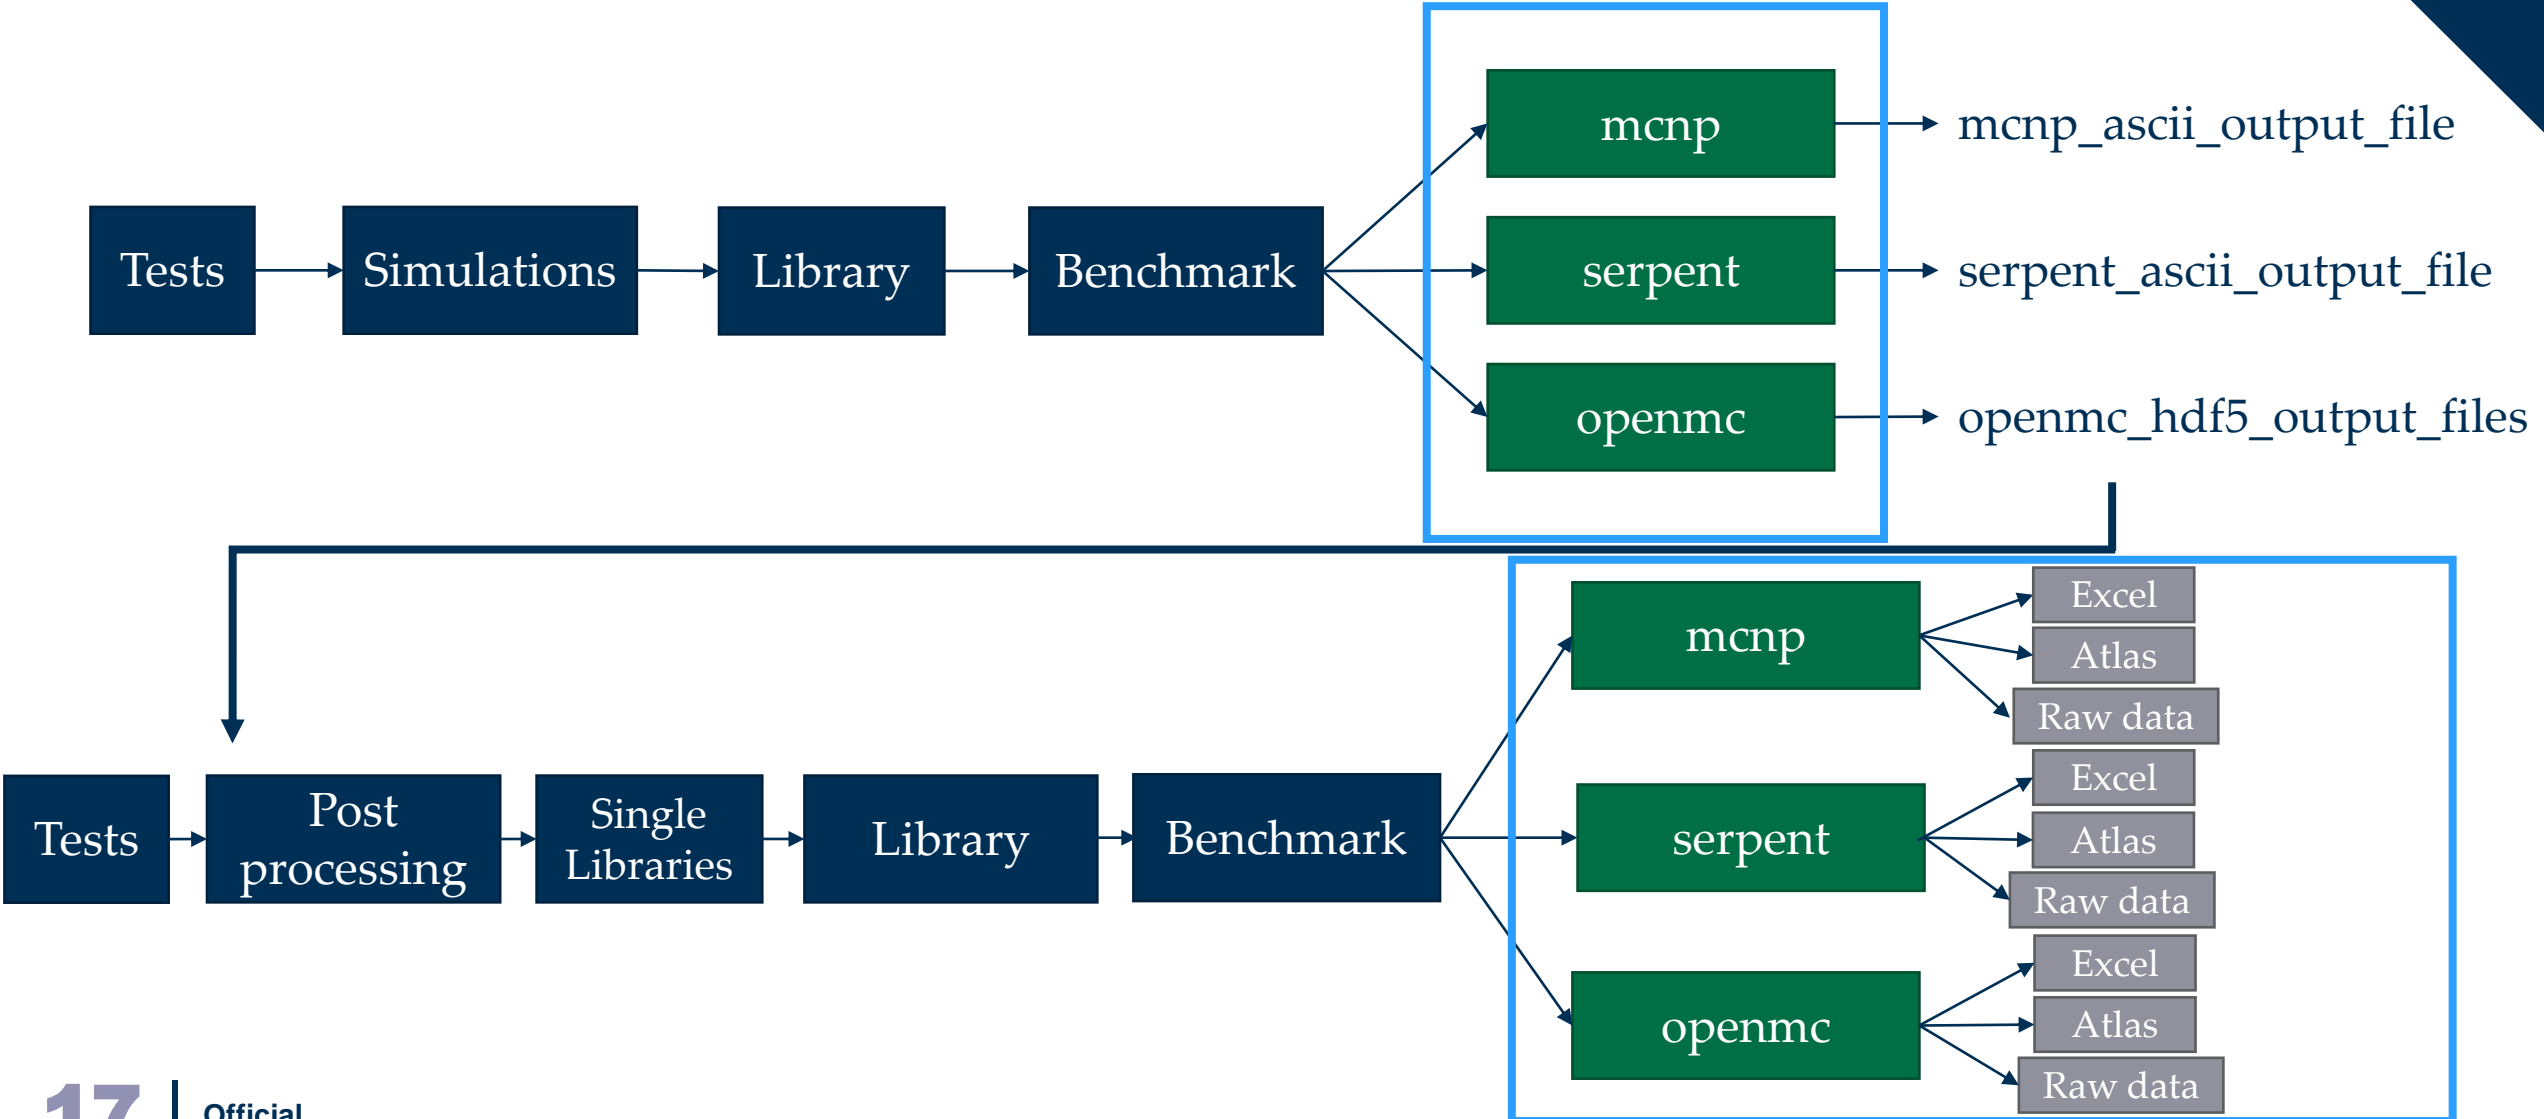 mcnp
mcnp_ascii_output_file
Tests
Simulations
Library
Benchmark
serpent
serpent_ascii_output_file
openmc
openmc_hdf5_output_files
Tests
Post
processing
Single
Libraries
Library
Benchmark
mcnp
Excel
Atlas
Raw data
serpent
Excel
Atlas
Raw data
openmc
Excel
Atlas
Raw data
17
Official